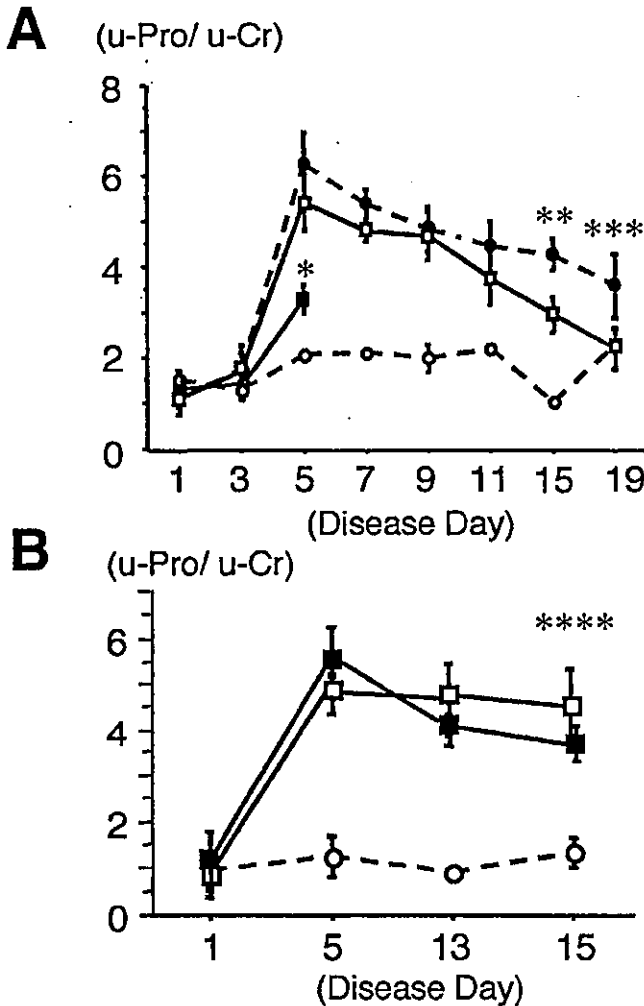 A (u-Pro/ u-Cr)
8
6
4
2
0
*
** ***
1 3 5 7 9 11 15 19
(Disease Day)
B (u-Pro/ u-Cr)
6
4
2
0
****
1 5 13 15
(Disease Day)